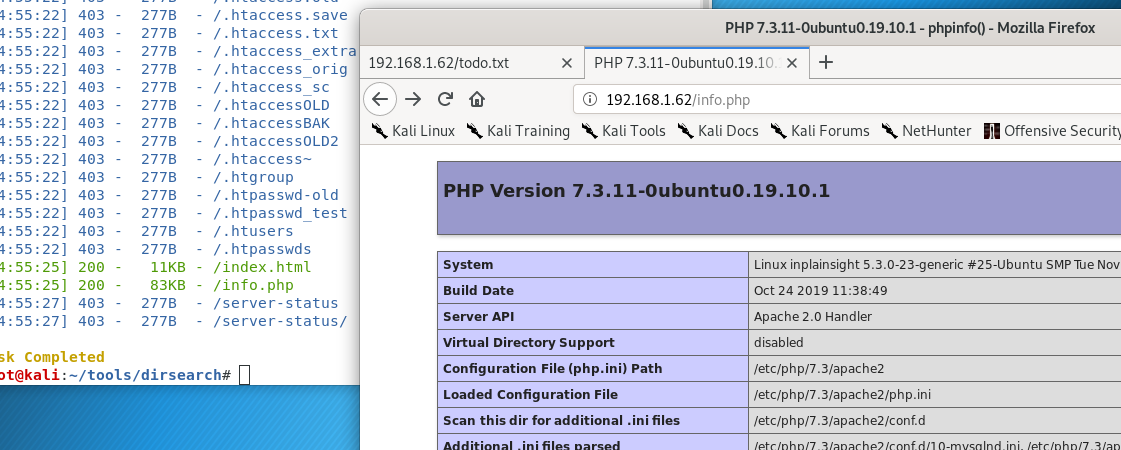 4:55:22] 403 -  277B  - /.htaccess.save
4:55:22] 403 -  277B  - /.htaccess.txt
4:55:22] 403 -  277B  - /.htaccess_extra
4:55:22] 403 -  277B  - /.htaccess_orig
4:55:22] 403 -  277B  - /.htaccess_sc
4:55:22] 403 -  277B  - /.htaccessOLD
4:55:22] 403 -  277B  - /.htaccessBAK
4:55:22] 403 -  277B  - /.htaccessOLD2
4:55:22] 403 -  277B  - /.htaccess~
4:55:22] 403 -  277B  - /.htgroup
4:55:22] 403 -  277B  - /.htpasswd-old
4:55:22] 403 -  277B  - /.htpasswd_test
4:55:22] 403 -  277B  - /.htusers
4:55:22] 403 -  277B  - /.htpasswds
4:55:25] 200 -   11KB - /index.html
4:55:25] 200 -   83KB - /info.php
4:55:27] 403 -  277B  - /server-status
4:55:27] 403 -  277B  - /server-status/
sk Completed
ot@kali:~/tools/dirsearch#
PHP 7.3.11-0ubuntu0.19.10.1 - phpinfo() - Mozilla Firefox
192.168.1.62/todo.txt
PHP 7.3.11-0ubuntu0.19.10.
192.168.1.62/info.php
Kali Linux Kali Training Kali Tools Kali Docs Kali Forums NetHunter Offensive Security
PHP Version 7.3.11-0ubuntu0.19.10.1
System Linux inplainsight 5.3.0-23-generic #25-Ubuntu SMP Tue Nov
Build Date Oct 24 2019 11:38:49
Server API Apache 2.0 Handler
Virtual Directory Support disabled
Configuration File (php.ini) Path /etc/php/7.3/apache2
Loaded Configuration File /etc/php/7.3/apache2/php.ini
Scan this dir for additional .ini files /etc/php/7.3/apache2/conf.d
Additional .ini files parsed /etc/php/7.3/apache2/conf.d/10-mysqlnd.ini, /etc/php/7.3/ap